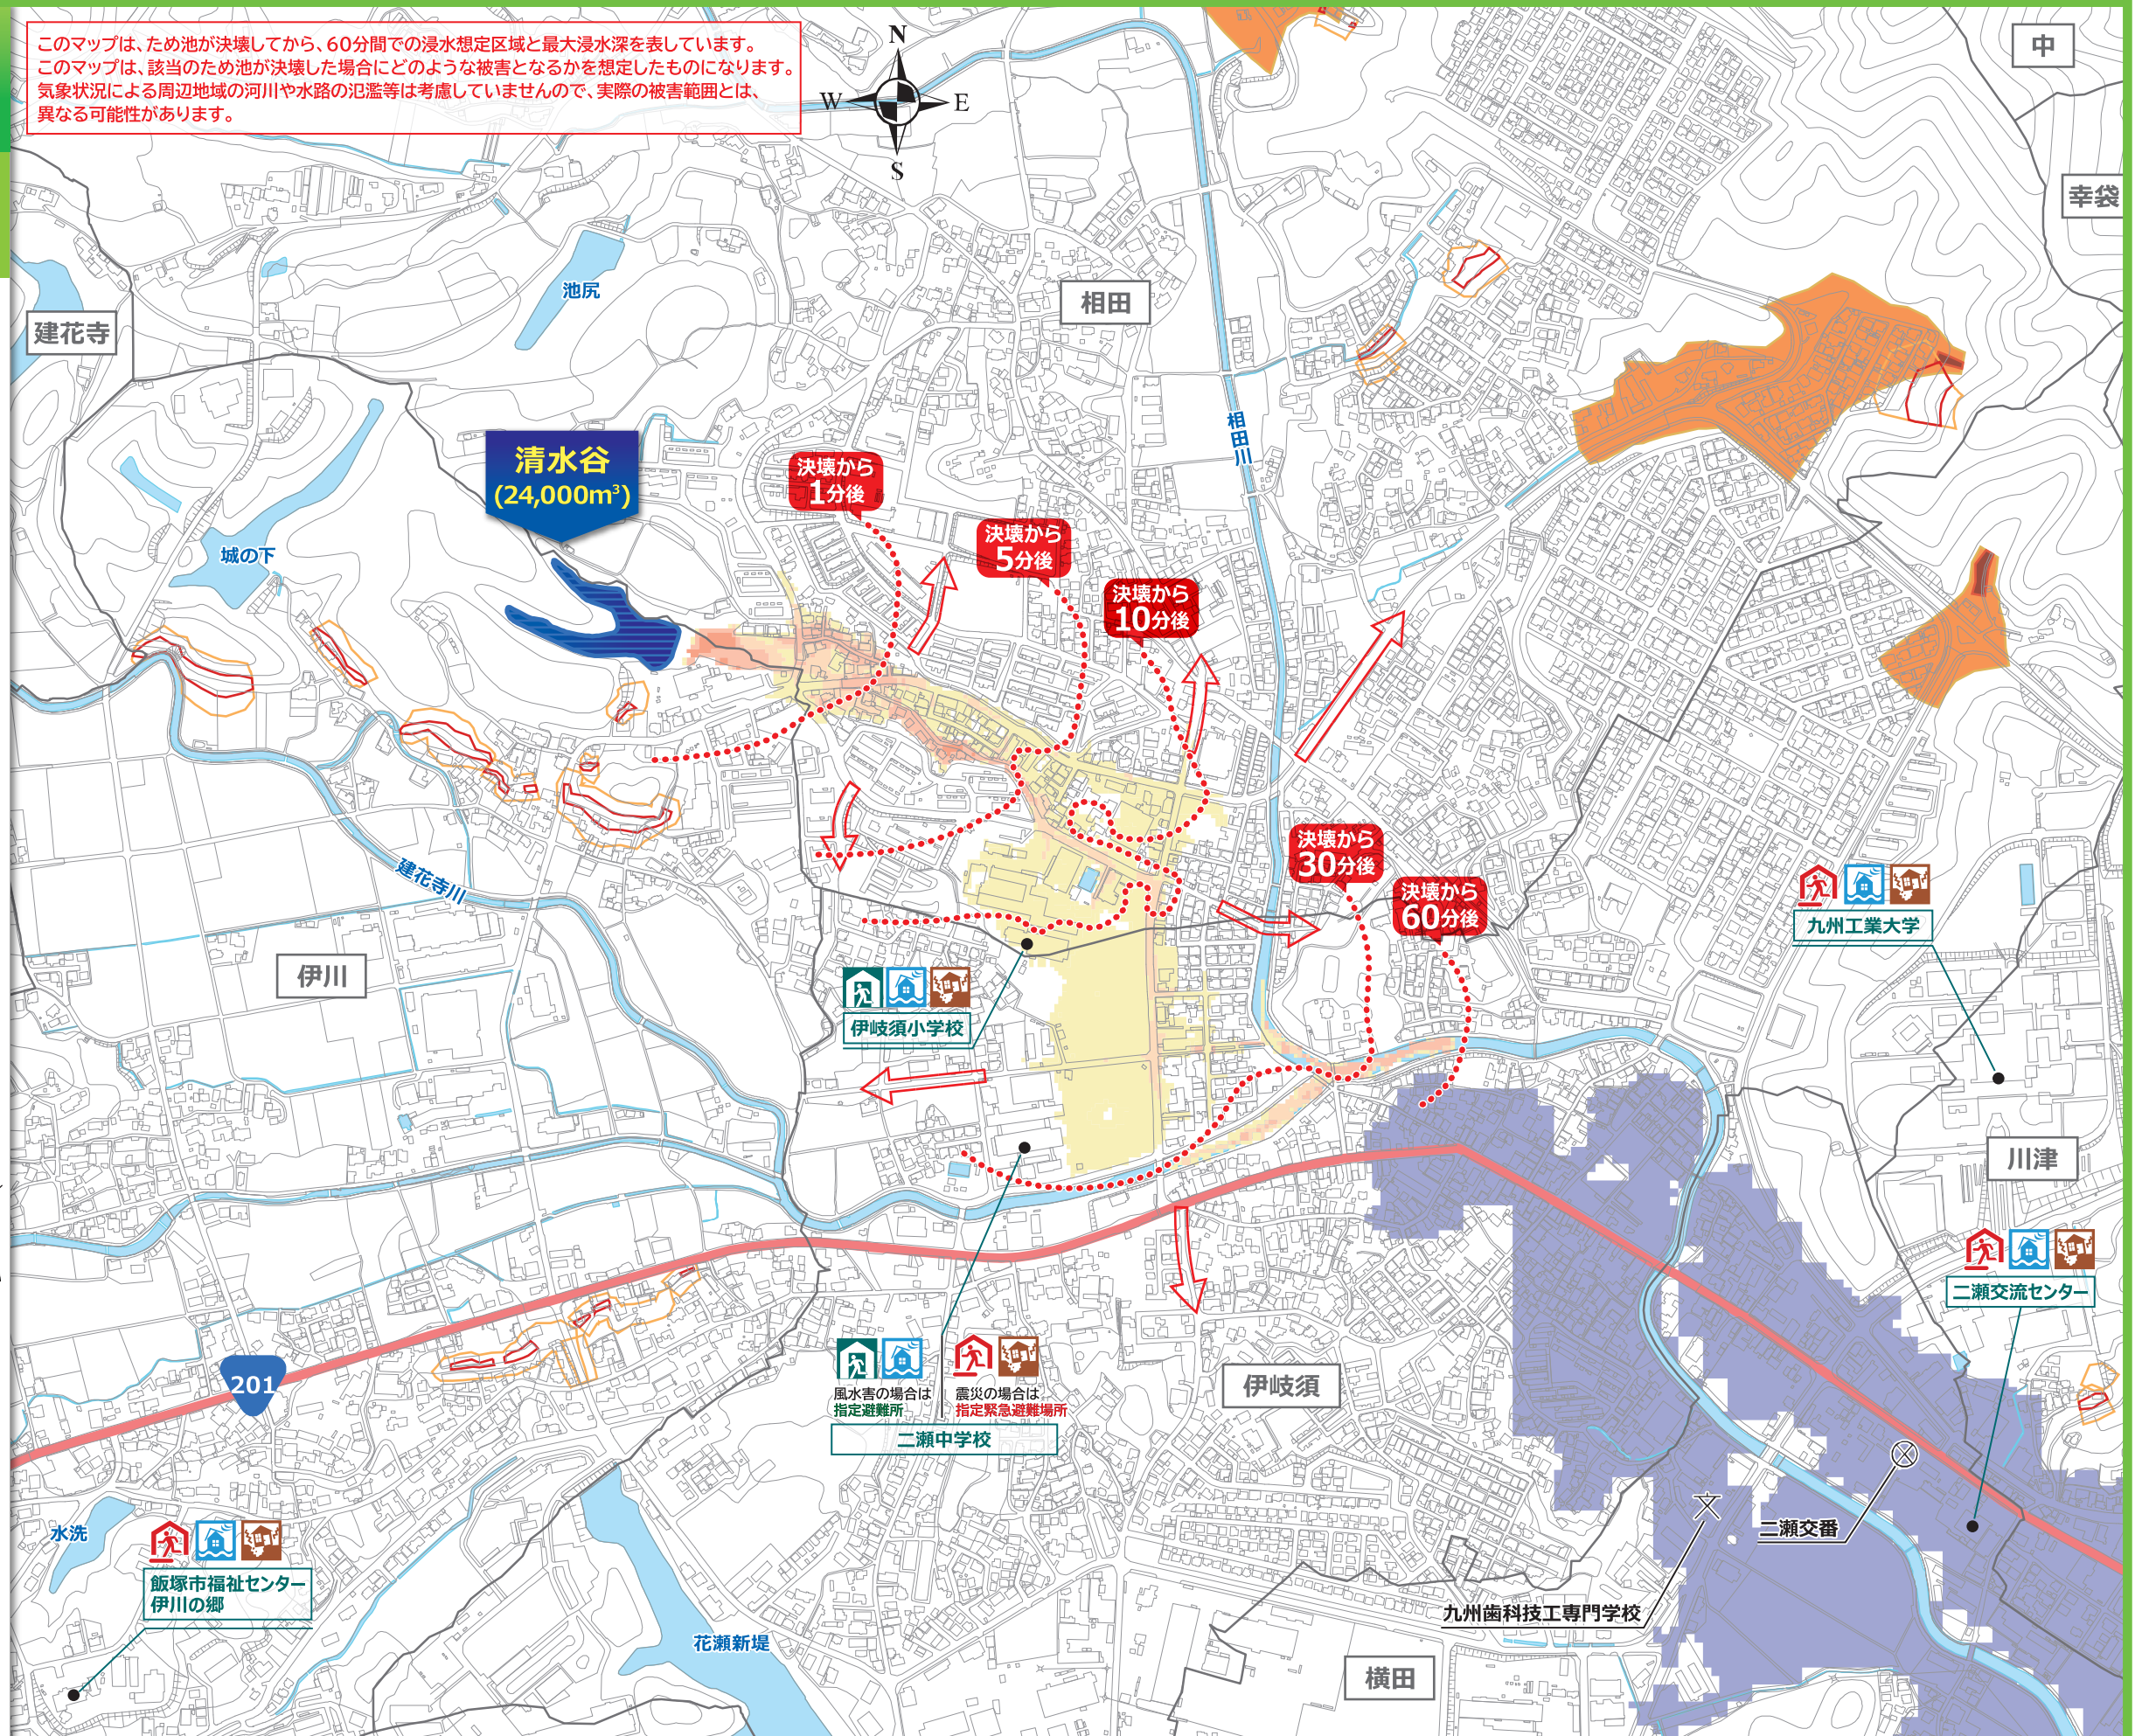 このマップは、ため池が決壊してから、60分間での浸水想定区域と最大浸水深を表しています。
このマップは、該当のため池が決壊した場合にどのような被害となるかを想定したものになります。
気象状況による周辺地域の河川や水路の氾濫等は考慮していませんので、実際の被害範囲とは、
異なる可能性があります。
N
W
E
S
中
幸袋
池尻
相田
建花寺
相田川
清水谷
(24,000m³)
決壊から
1分後
決壊から
5分後
城の下
決壊から
10分後
決壊から
30分後
決壊から
60分後
建花寺川
九州工業大学
伊川
伊岐須小学校
川津
二瀬交流センター
201
風水害の場合は
指定避難所
震災の場合は
指定緊急避難場所
二瀬中学校
伊岐須
水洗
飯塚市福祉センター
伊川の郷
二瀬交番
九州歯科技工専門学校
花瀬新堤
横田